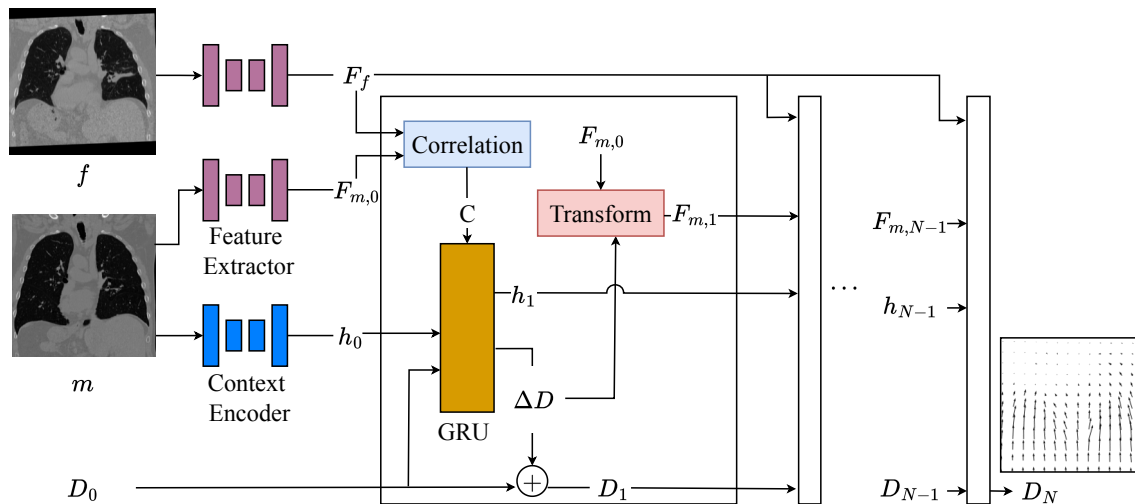 f
m
Feature
Extractor
Context
Encoder
F_f
F_{m,0}
h_0
D_0
Correlation
C
GRU
ΔD
+
F_{m,0}
Transform
F_{m,1}
h_1
D_1
...
F_{m,N-1}
h_{N-1}
D_{N-1}
D_N